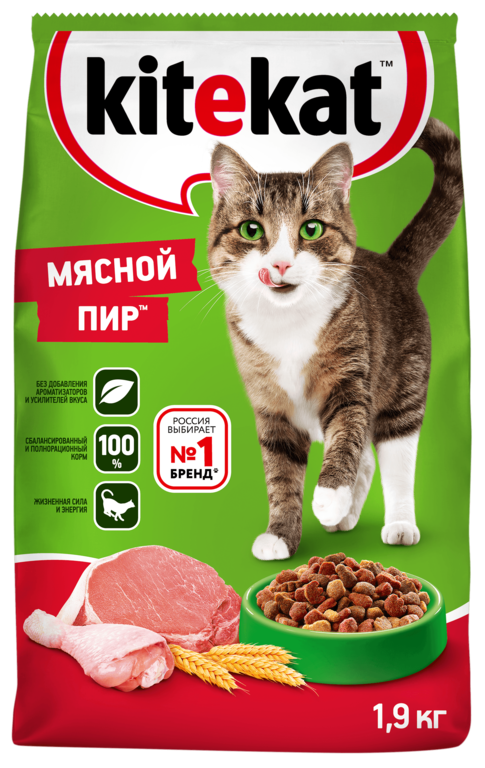 kitekat™
МЯСНОЙ
ПИР™
БЕЗ ДОБАВЛЕНИЯ
АРОМАТИЗАТОРОВ
И УСИЛИТЕЛЕЙ ВКУСА
СБАЛАНСИРОВАННЫЙ
И ПОЛНОРАЦИОННЫЙ
КОРМ
100
%
ЖИЗНЕННАЯ СИЛА
И ЭНЕРГИЯ
РОССИЯ
ВЫБИРАЕТ
№1
БРЕНД*
1,9 кг